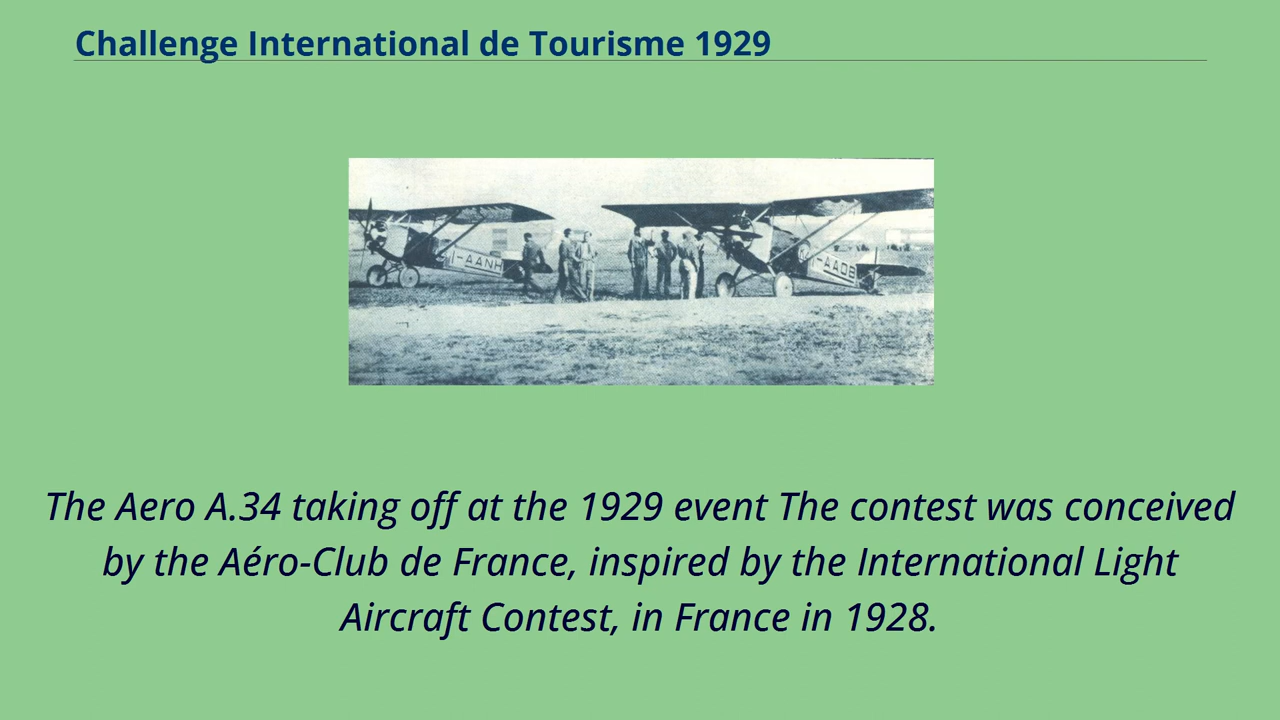 Challenge International de Tourisme 1929
I-AANH
I-AAOB
The Aero A.34 taking off at the 1929 event The contest was conceived
by the Aéro-Club de France, inspired by the International Light
Aircraft Contest, in France in 1928.